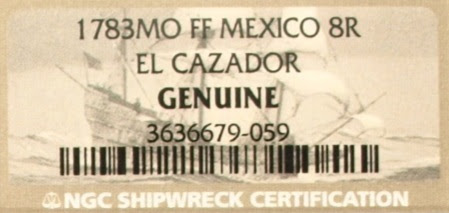 1783MO FF MEXICO 8R
EL CAZADOR
GENUINE
3636679-059
NGC SHIPWRECK CERTIFICATION